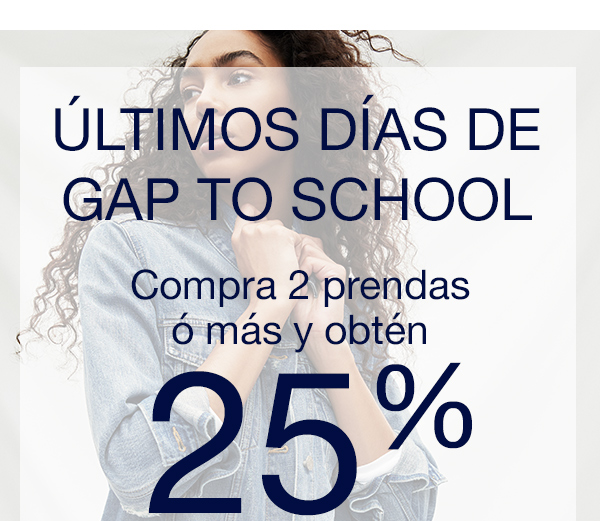 ÚLTIMOS DÍAS DE
GAP TO SCHOOL
Compra 2 prendas
ó más y obtén
25%